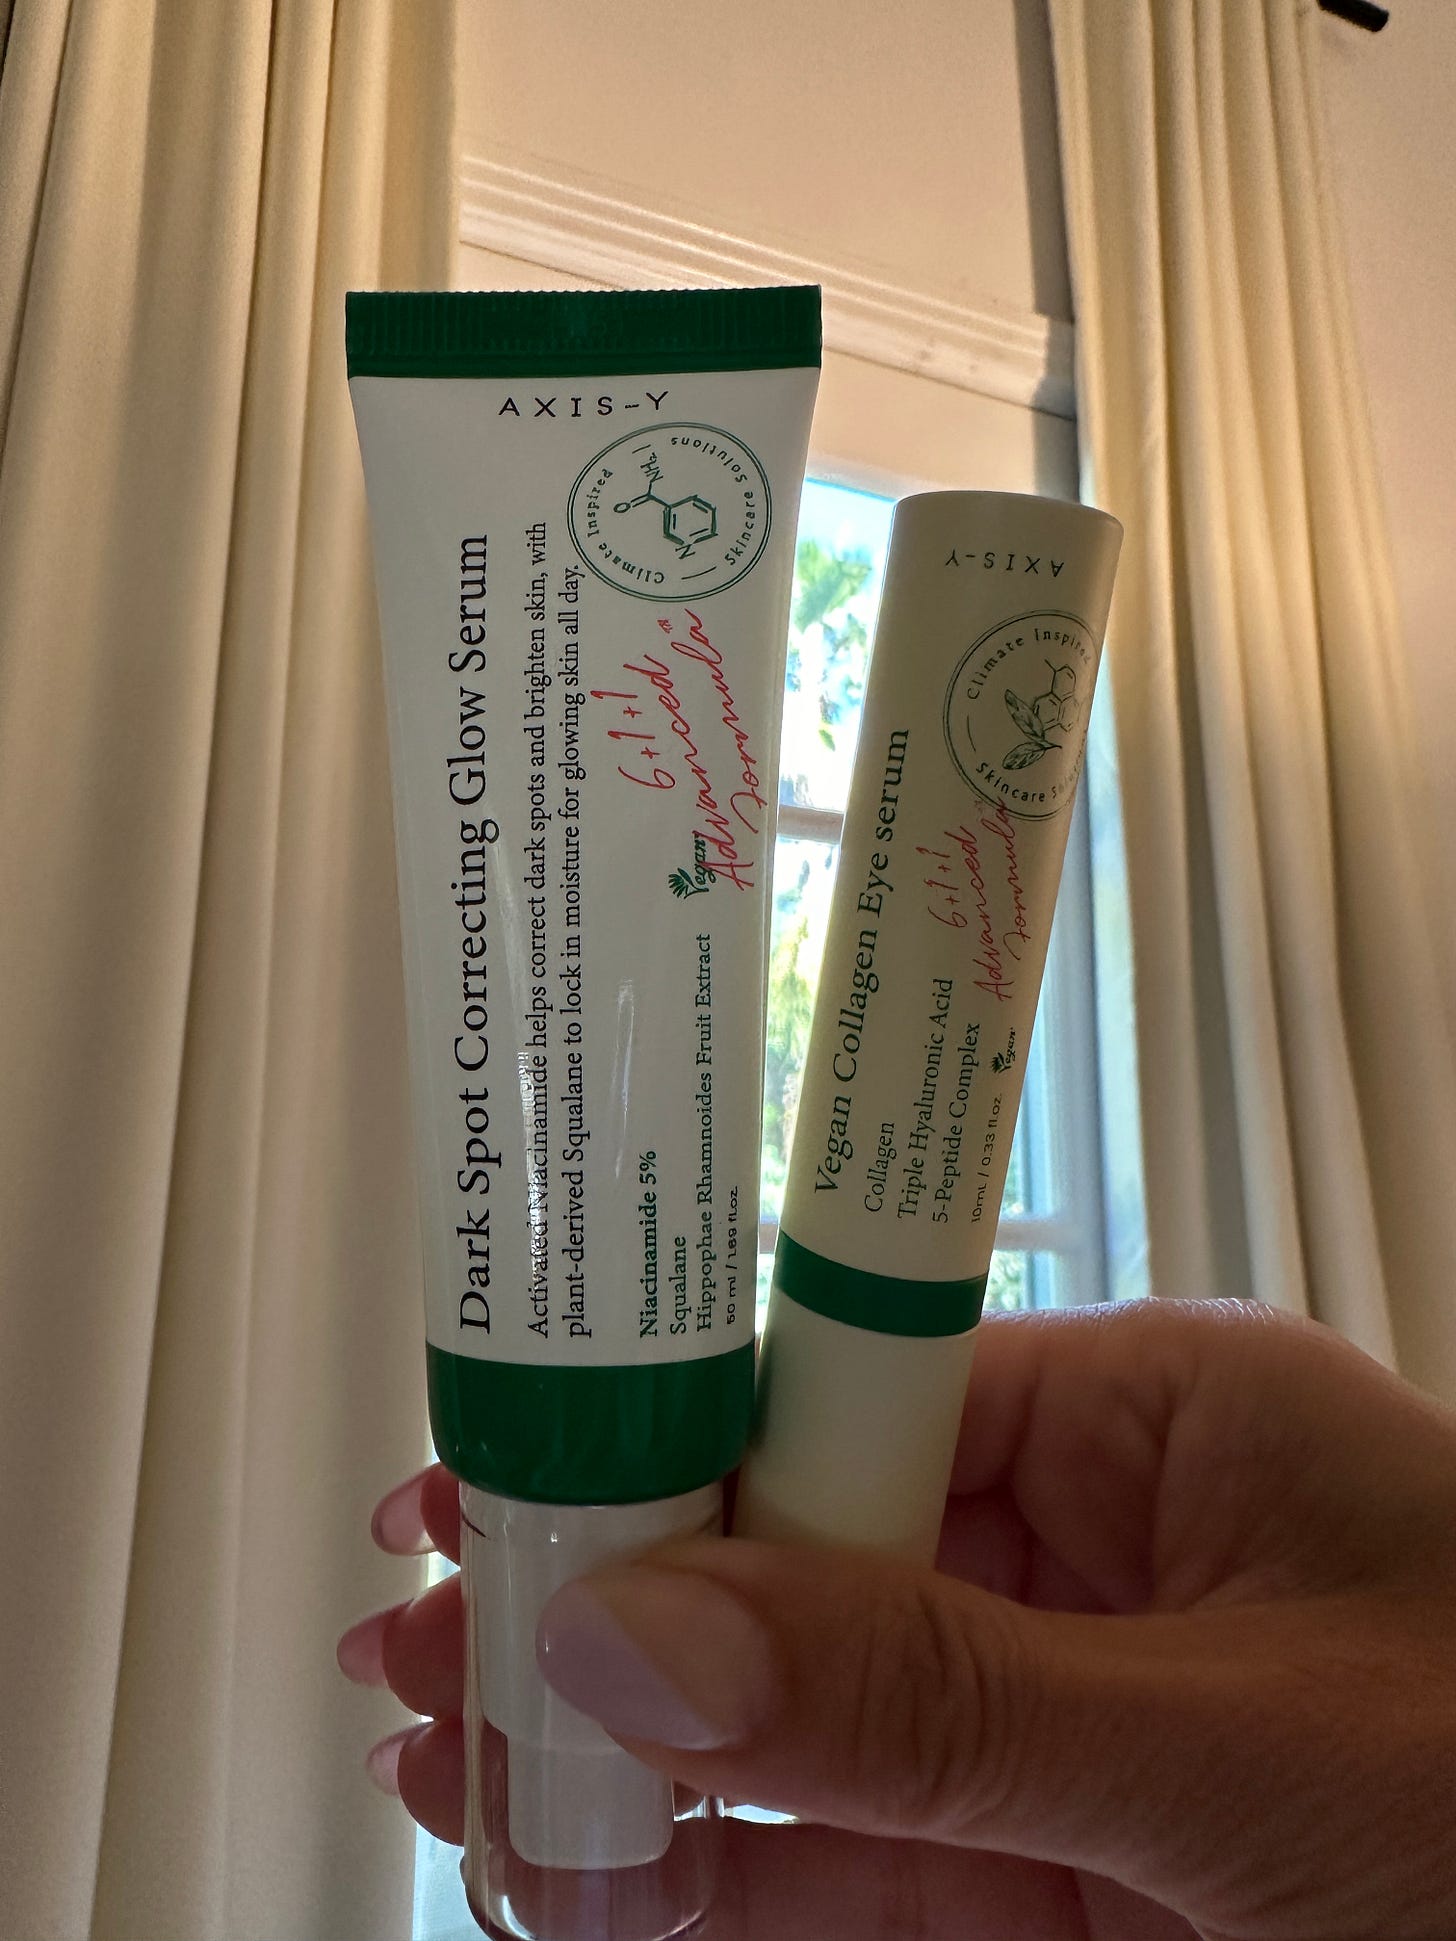 AXIS-Y
Climate Inspired
Skincare Solutions
NH₂
O
N
Dark Spot Correcting Glow Serum
Activated Niacinamide helps correct dark spots and brighten skin, with
plant-derived Squalane to lock in moisture for glowing skin all day.
6+1+1
Advanced
Formula™
Vegan
Niacinamide 5%
Squalane
Hippophae Rhamnoides Fruit Extract
50 ml / 1.69 fl.oz.
AXIS-Y
Climate Inspired
Skincare
Vegan Collagen Eye serum
6+1+1
Advanced
Formula
Collagen
Triple Hyaluronic Acid
5-Peptide Complex
Vegan
10mL / 0.33 fl.oz.